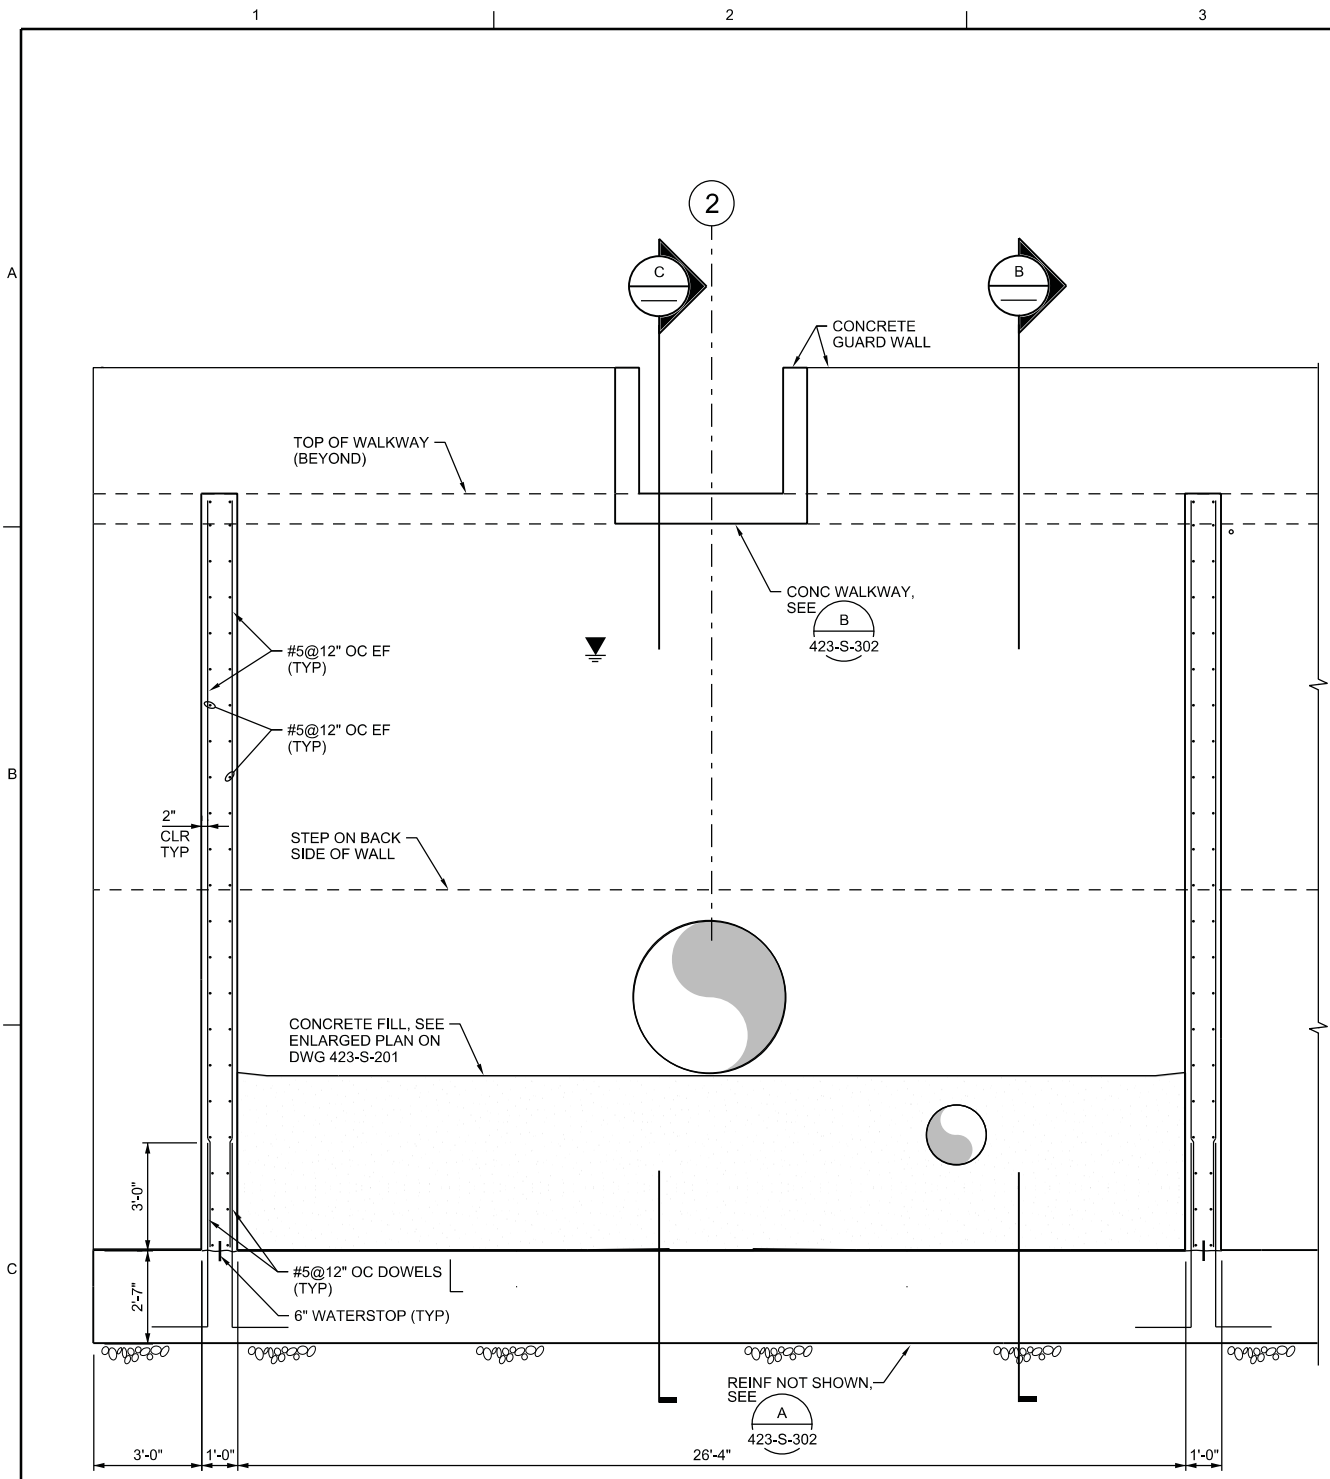 1
2
3
2
A
C
B
CONCRETE
GUARD WALL
TOP OF WALKWAY
(BEYOND)
CONC WALKWAY,
SEE
B
423-S-302
#5@12" OC EF
(TYP)
#5@12" OC EF
(TYP)
B
2"
CLR
TYP
STEP ON BACK
SIDE OF WALL
CONCRETE FILL, SEE
ENLARGED PLAN ON
DWG 423-S-201
3'-0"
C
#5@12" OC DOWELS
(TYP)
2'-7"
6" WATERSTOP (TYP)
REINF NOT SHOWN,
SEE
A
423-S-302
3'-0"
1'-0"
26'-4"
1'-0"